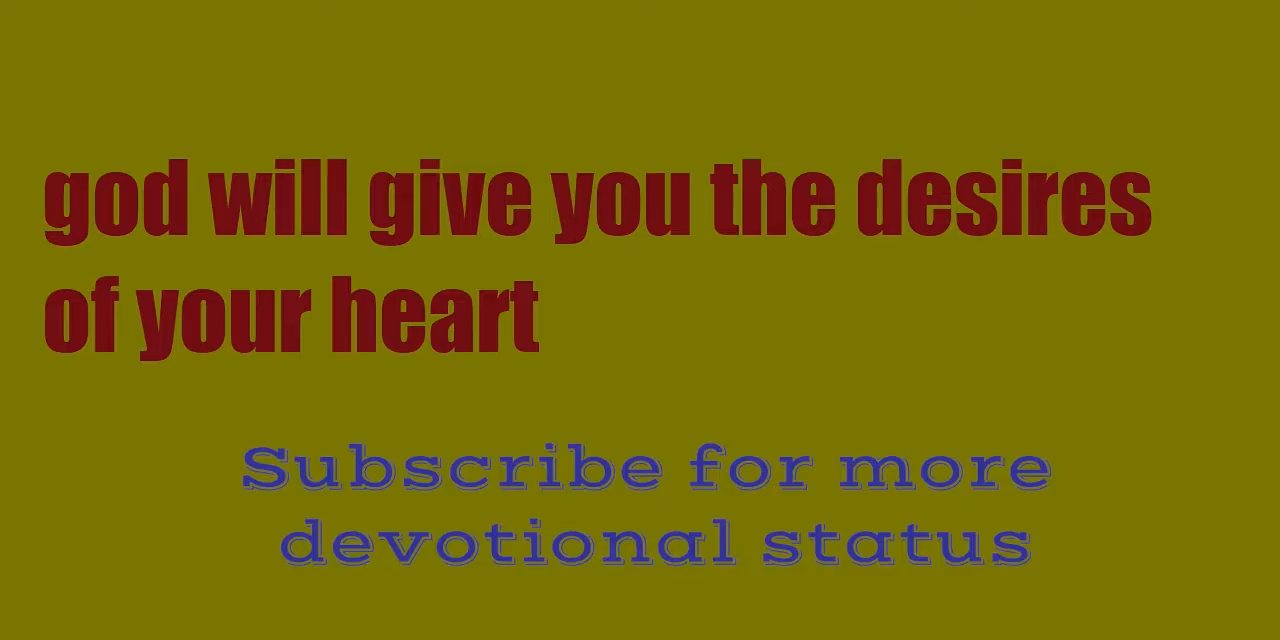 god will give you the desires
of your heart
Subscribe for more
devotional status